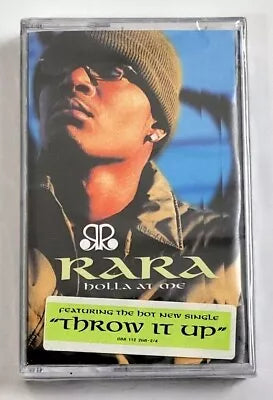 RR
RARA
HOLLA AT ME
FEATURING THE HOT NEW SINGLE
"THROW IT UP"